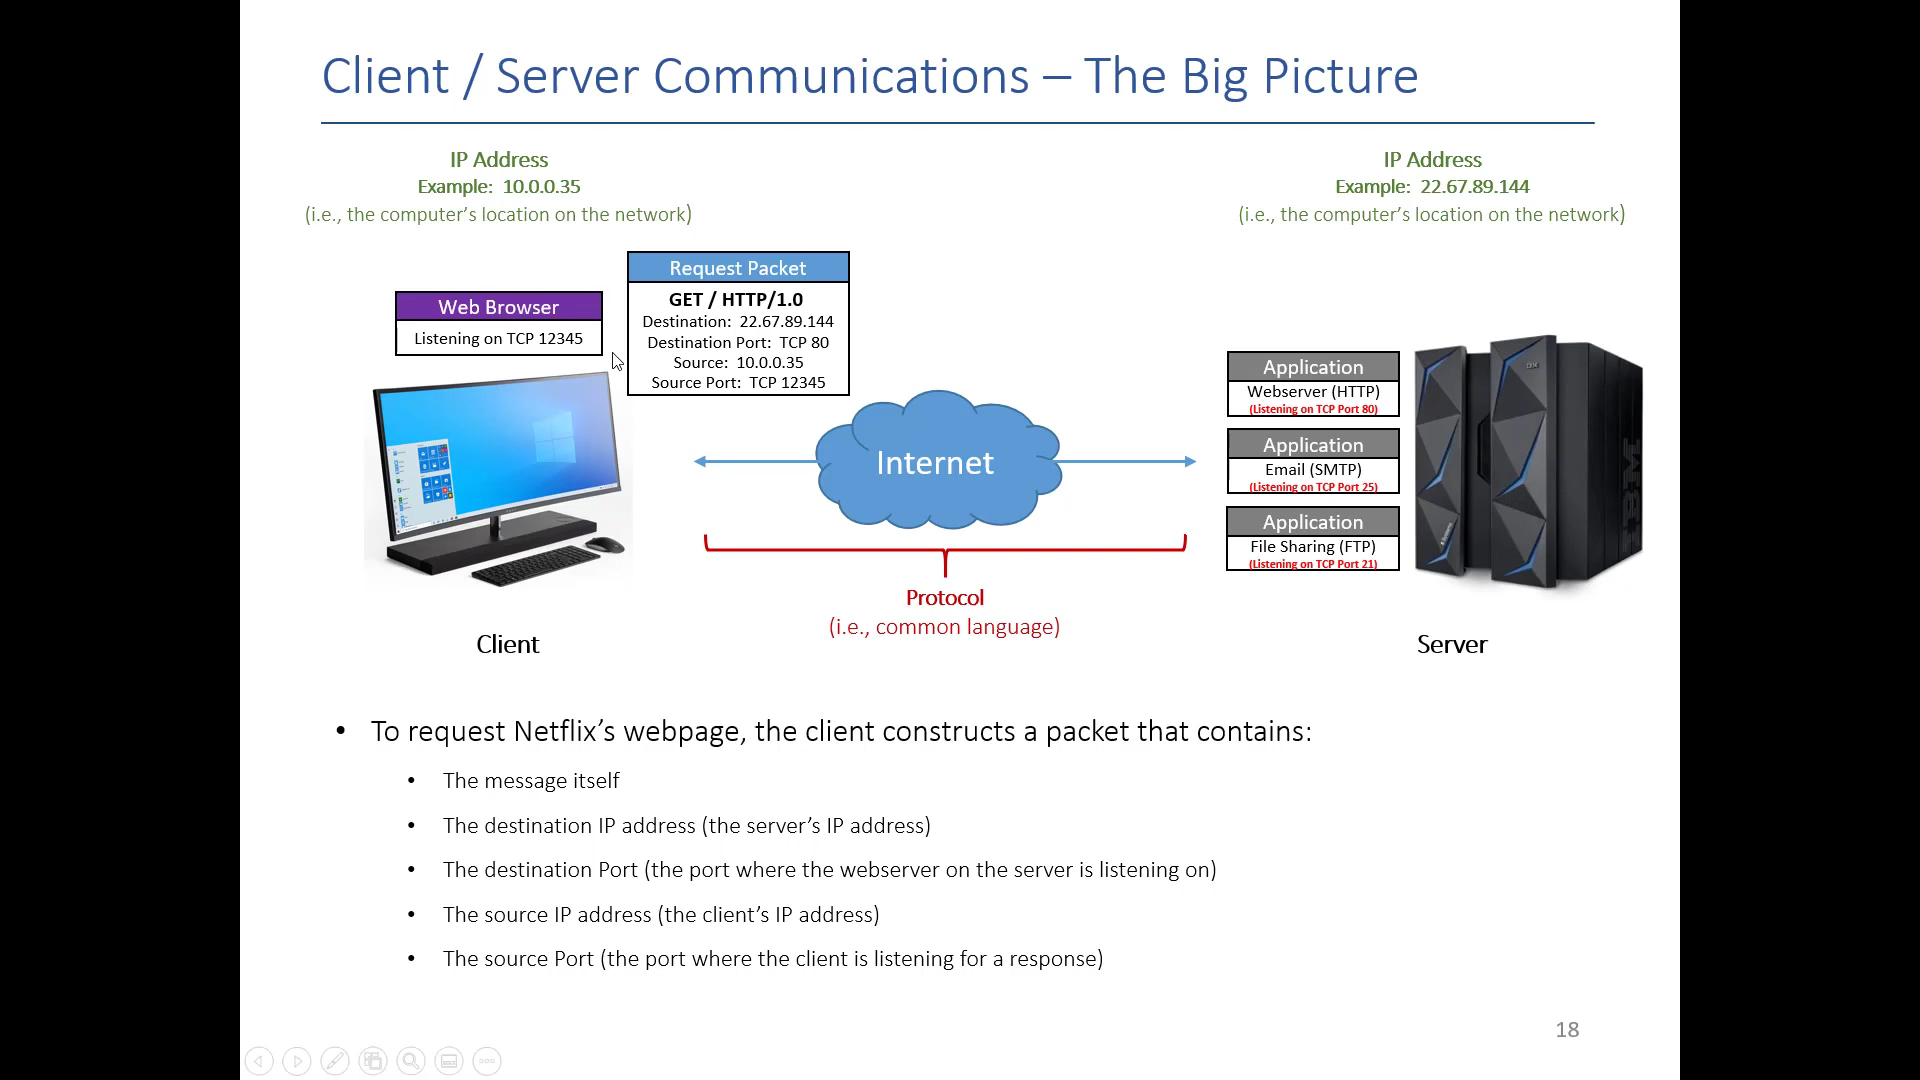 Client / Server Communications – The Big Picture
IP Address
Example:  10.0.0.35
(i.e., the computer’s location on the network)
IP Address
Example:  22.67.89.144
(i.e., the computer’s location on the network)
Request Packet
GET / HTTP/1.0
Destination:  22.67.89.144
Destination Port:  TCP 80
Source:  10.0.0.35
Source Port:  TCP 12345
Web Browser
Listening on TCP 12345
Internet
Application
Webserver (HTTP)
(Listening on TCP Port 80)
Application
Email (SMTP)
(Listening on TCP Port 25)
Application
File Sharing (FTP)
(Listening on TCP Port 21)
IBM
Protocol
(i.e., common language)
Client
Server
• To request Netflix’s webpage, the client constructs a packet that contains:
• The message itself
• The destination IP address (the server’s IP address)
• The destination Port (the port where the webserver on the server is listening on)
• The source IP address (the client’s IP address)
• The source Port (the port where the client is listening for a response)
18